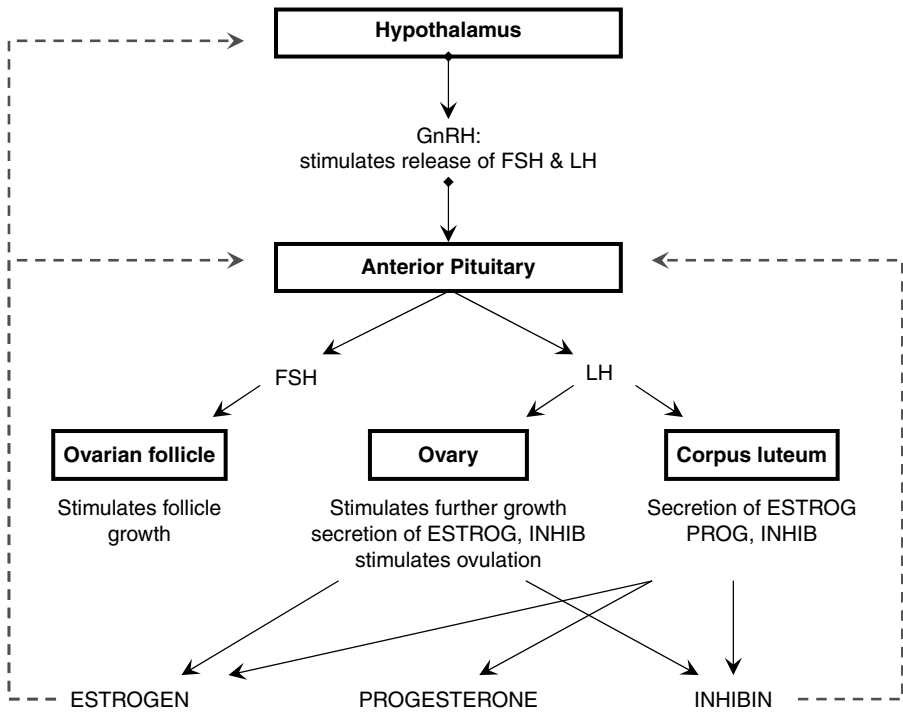 Hypothalamus
GnRH:
stimulates release of FSH & LH
Anterior Pituitary
FSH
LH
Ovarian follicle
Stimulates follicle
growth
Ovary
Stimulates further growth
secretion of ESTROG, INHIB
stimulates ovulation
Corpus luteum
Secretion of ESTROG
PROG, INHIB
ESTROGEN
PROGESTERONE
INHIBIN